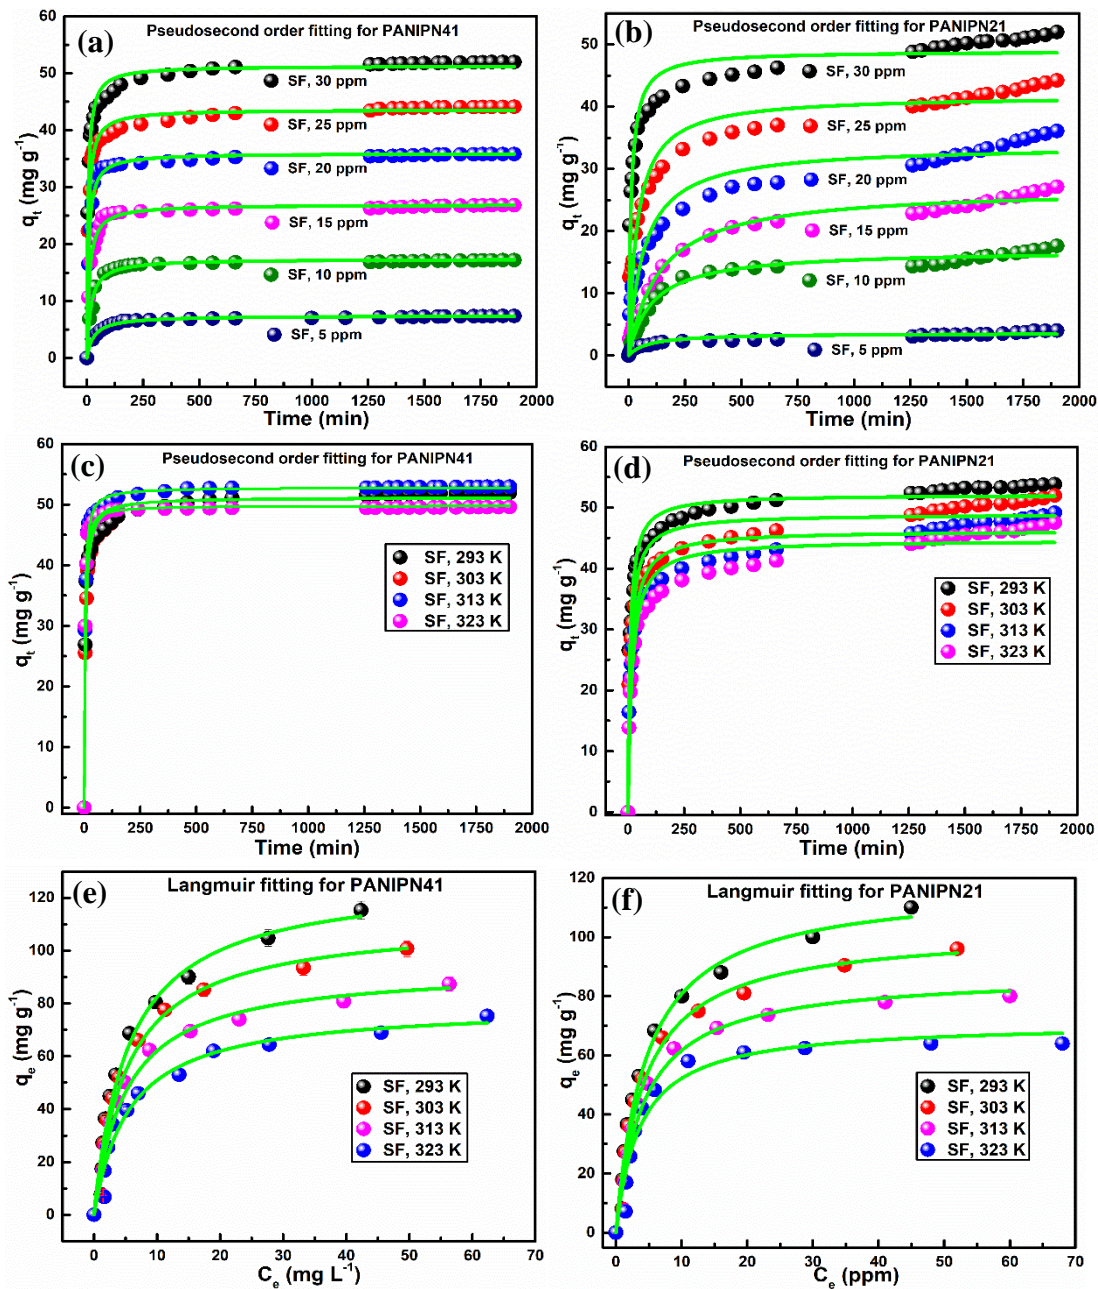 (a)
Pseudosecond order fitting for PANIPN41
60
50
40
30
20
10
0
qt (mg g-1)
SF, 30 ppm
SF, 25 ppm
SF, 20 ppm
SF, 15 ppm
SF, 10 ppm
SF, 5 ppm
0 250 500 750 1000 1250 1500 1750 2000
Time (min)
(b)
Pseudosecond order fitting for PANIPN21
50
40
30
20
10
0
qt (mg g-1)
SF, 30 ppm
SF, 25 ppm
SF, 20 ppm
SF, 15 ppm
SF, 10 ppm
SF, 5 ppm
0 250 500 750 1000 1250 1500 1750 2000
Time (min)
(c)
Pseudosecond order fitting for PANIPN41
60
50
40
30
20
10
0
qt (mg g-1)
SF, 293 K
SF, 303 K
SF, 313 K
SF, 323 K
0 250 500 750 1000 1250 1500 1750 2000
Time (min)
(d)
Pseudosecond order fitting for PANIPN21
60
50
40
30
20
10
0
qt (mg g-1)
SF, 293 K
SF, 303 K
SF, 313 K
SF, 323 K
0 250 500 750 1000 1250 1500 1750 2000
Time (min)
(e)
Langmuir fitting for PANIPN41
120
100
80
60
40
20
0
qe (mg g-1)
SF, 293 K
SF, 303 K
SF, 313 K
SF, 323 K
0 10 20 30 40 50 60 70
Ce (mg L-1)
(f)
Langmuir fitting for PANIPN21
120
100
80
60
40
20
0
qe (mg g-1)
SF, 293 K
SF, 303 K
SF, 313 K
SF, 323 K
0 10 20 30 40 50 60 70
Ce (ppm)